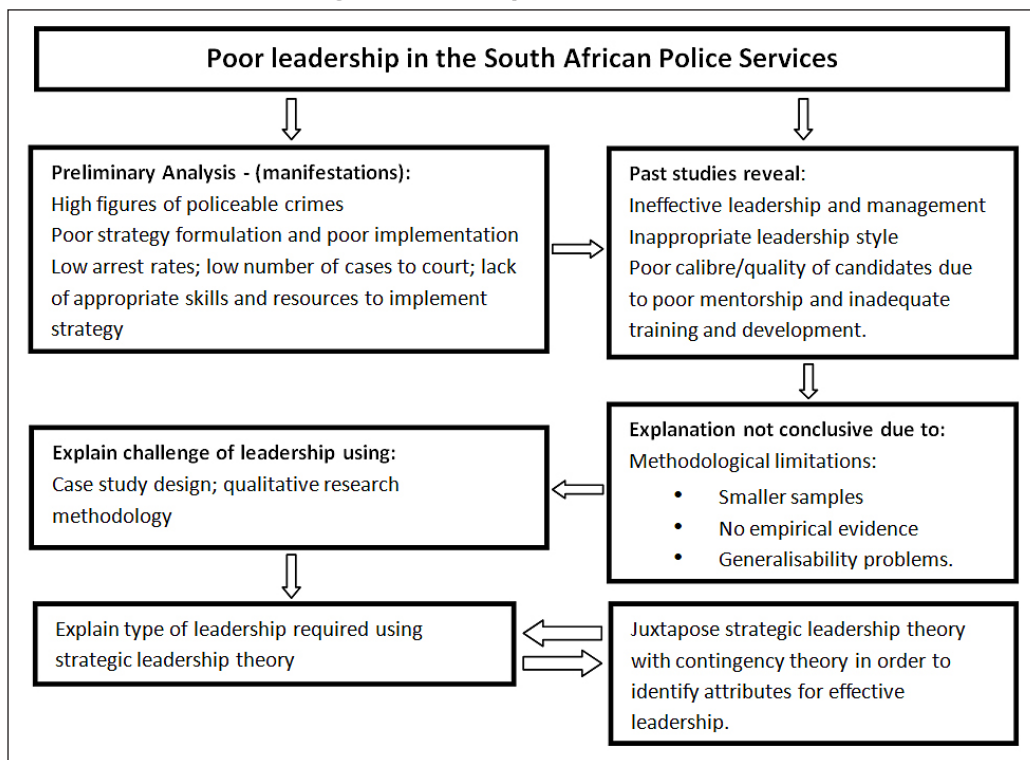 Poor leadership in the South African Police Services
Preliminary Analysis - (manifestations):
High figures of policeable crimes
Poor strategy formulation and poor implementation
Low arrest rates; low number of cases to court; lack
of appropriate skills and resources to implement
strategy
Past studies reveal:
Ineffective leadership and management
Inappropriate leadership style
Poor calibre/quality of candidates due
to poor mentorship and inadequate
training and development.
Explanation not conclusive due to:
Methodological limitations:
• Smaller samples
• No empirical evidence
• Generalisability problems.
Explain challenge of leadership using:
Case study design; qualitative research
methodology
Explain type of leadership required using
strategic leadership theory
Juxtapose strategic leadership theory
with contingency theory in order to
identify attributes for effective
leadership.